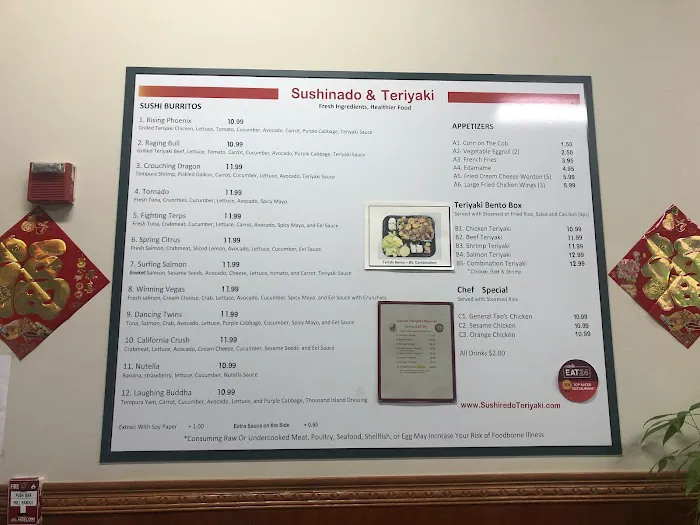 Sushinado & Teriyaki
Fresh Ingredients, Healthier Food
SUSHI BURRITOS
1. Rising Phoenix 10.99
Grilled Teriyaki Chicken, Lettuce, Tomato, Cucumber, Avocado, Carrot, Purple Cabbage, Teriyaki Sauce
2. Raging Bull 10.99
Grilled Teriyaki Beef, Lettuce, Tomato, Carrot, Cucumber, Avocado, Purple Cabbage, Teriyaki Sauce
3. Crouching Dragon 11.99
Tempura Shrimp, Pickled Daikon, Carrot, Cucumber, Lettuce, Avocado, Teriyaki Sauce
4. Tornado 11.99
Fresh Tuna, Crunchies, Cucumber, Lettuce, Avocado, Spicy Mayo
5. Fighting Terps 11.99
Fresh Tuna, Crabmeat, Cucumber, Lettuce, Carrot, Avocado, Spicy Mayo, and Eel Sauce
6. Spring Citrus 11.99
Fresh Salmon, Crabmeat, Sliced Lemon, Avocado, Lettuce, Cucumber, Eel Sauce
7. Surfing Salmon 11.99
Smoked Salmon, Sesame Seeds, Avocado, Cheese, Lettuce, tomato, and Carrot, Teriyaki Sauce
8. Winning Vegas 11.99
Fresh salmon, Cream Cheese, Crab, Lettuce, Avocado, Cucumber, Spicy Mayo, and Eel Sauce with Crunchies
9. Dancing Twins 11.99
Tuna, Salmon, Crab, Avocado, Lettuce, Purple Cabbage, Cucumber, Spicy Mayo, and Eel Sauce
10. California Crush 11.99
Crabmeat, Lettuce, Avocado, Cream Cheese, Cucumber, Sesame Seeds and Eel Sauce
11. Nutella 10.99
Banana, strawberry, lettuce, Cucumber, Nutella Sauce
12. Laughing Buddha 10.99
Tempura Yam, Carrot, Cucumber, Avocado, Lettuce, and Purple Cabbage, Thousand Island Dressing
Extras: With Soy Paper + 1.00 Extra Sauce on the Side + 0.50
*Consuming Raw Or Undercooked Meat, Poultry, Seafood, Shellfish, or Egg May Increase Your Risk of Foodborne Illness
APPETIZERS
A1. Corn on The Cob 1.50
A2. Vegetable Eggroll (2) 2.50
A3. French Fries 3.95
A4. Edamame 4.95
A5. Fried Cream Cheese Wonton (5) 5.99
A6. Large Fried Chicken Wings (3) 5.99
Teriyaki Bento Box
Served with Steamed or Fried Rice, Salad and Cali Roll (4pc)
B1. Chicken Teriyaki 10.99
B2. Beef Teriyaki 11.99
B3. Shrimp Teriyaki 11.99
B4. Salmon Teriyaki 12.99
B5. Combination Teriyaki 12.99
* Chicken, Beef & Shrimp
Teriyaki Bento - B5. Combination
Chef Special
Served with Steamed Rice
C1. General Tao's Chicken 10.99
C2. Sesame Chicken 10.99
C3. Orange Chicken 10.99
All Drinks $2.00
EAT24
TOP RATED
RESTAURANT
www.SushiredoTeriyaki.com
FIRE
PUSH BAR